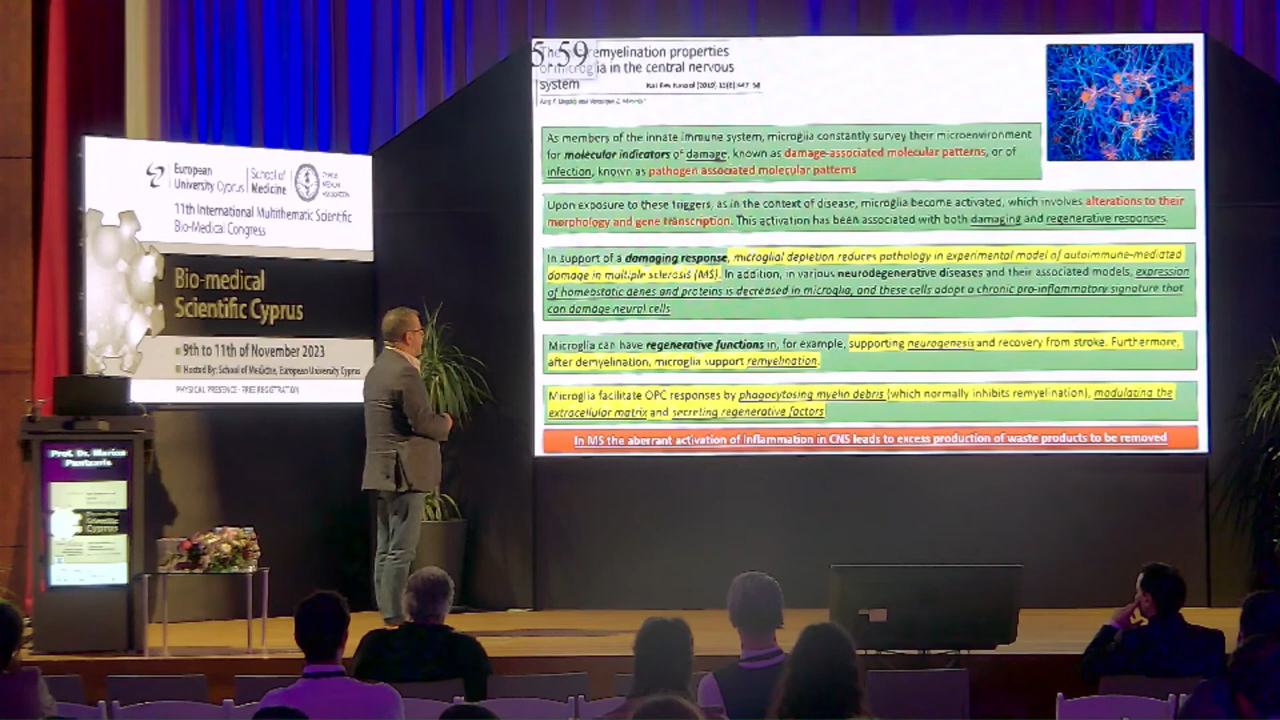 European
University Cyprus
School of
Medicine
11th International Multithematic Scientific
Bio-Medical Congress
Bio-medical
Scientific Cyprus
9th to 11th of November 2023
Hosted By: School of Medicine, European University Cyprus
PHYSICAL PRESENCE - FREE REGISTRATION
Prof. Dr. Marios
Pantzaris
Scientific
Cyprus
5:59
The remyelination properties
of microglia in the central nervous
system
As members of the innate immune system, microglia constantly survey their microenvironment
for molecular indicators of damage, known as damage-associated molecular patterns, or of
infection, known as pathogen associated molecular patterns
Upon exposure to these triggers, as in the context of disease, microglia become activated, which involves alterations to their
morphology and gene transcription. This activation has been associated with both damaging and regenerative responses.
In support of a damaging response, microglial depletion reduces pathology in experimental model of autoimmune-mediated
damage in multiple sclerosis (MS). In addition, in various neurodegenerative diseases and their associated models, expression
of homeostatic genes and proteins is decreased in microglia, and these cells adopt a chronic pro-inflammatory signature that
can damage neural cells
Microglia can have regenerative functions in, for example, supporting neurogenesis and recovery from stroke. Furthermore,
after demyelination, microglia support remyelination.
Microglia facilitate OPC responses by phagocytosing myelin debris (which normally inhibits remyelination), modulating the
extracellular matrix and secreting regenerative factors
In MS the aberrant activation of inflammation in CNS leads to excess production of waste products to be removed